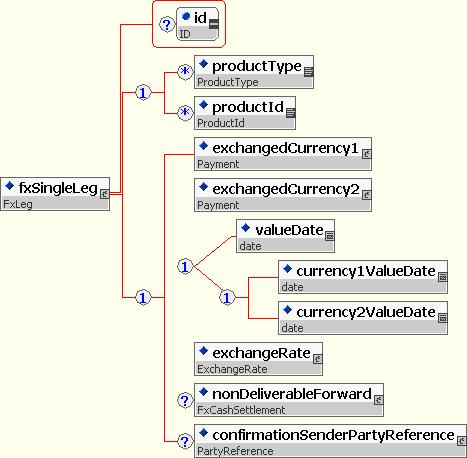 ? id
ID
* productType
ProductType
1
* productId
ProductId
fxSingleLeg
FxLeg
exchangedCurrency1
Payment
exchangedCurrency2
Payment
valueDate
date
1
currency1ValueDate
date
1
1
currency2ValueDate
date
exchangeRate
ExchangeRate
? nonDeliverableForward
FxCashSettlement
? confirmationSenderPartyReference
PartyReference